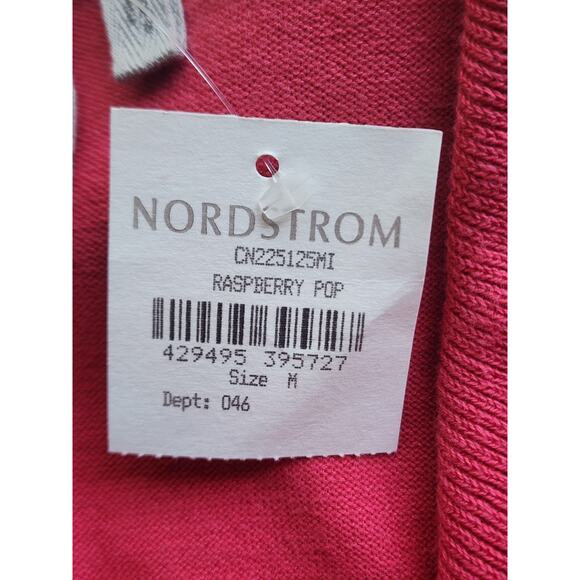 NORDSTROM
CN225125MI
RASPBERRY POP
429495 395727
Size M
Dept: 046